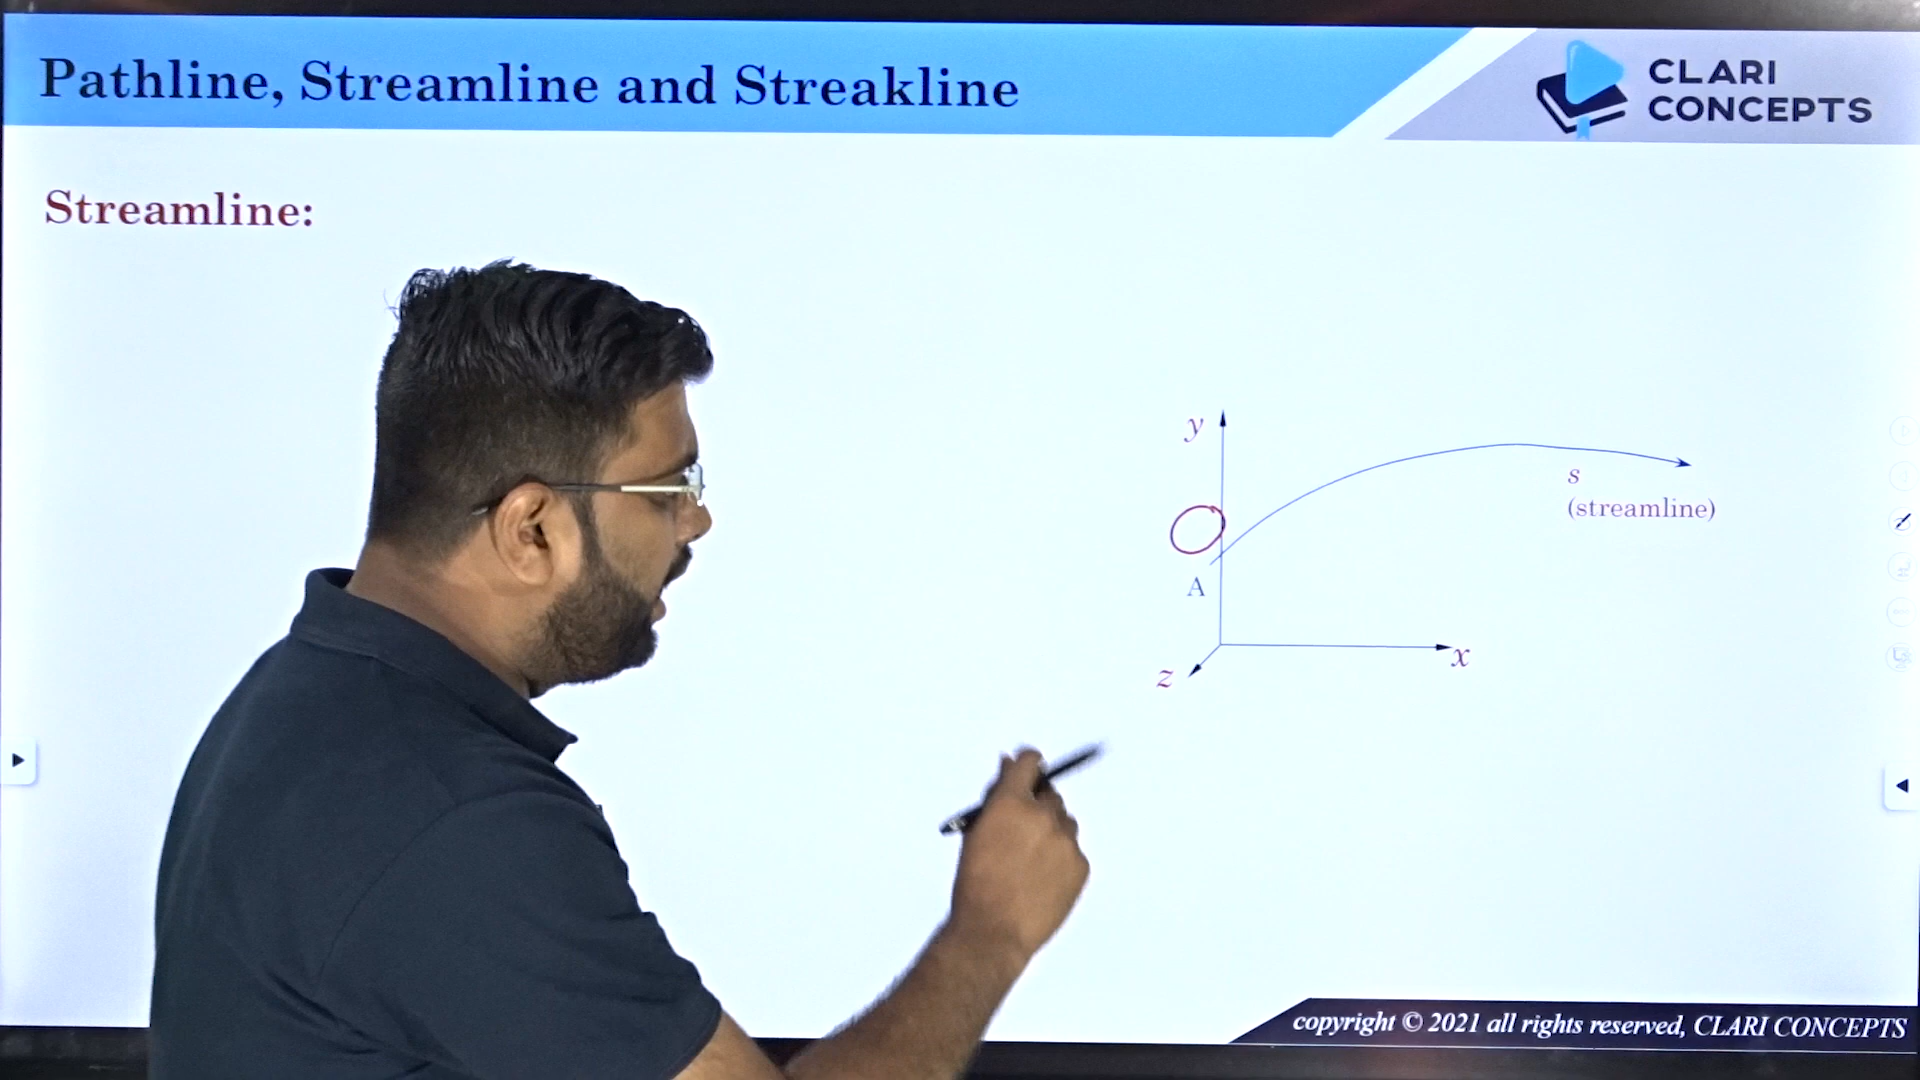 Pathline, Streamline and Streakline
CLARI
CONCEPTS
Streamline:
y
s
(streamline)
A
x
z
copyright © 2021 all rights reserved, CLARI CONCEPTS